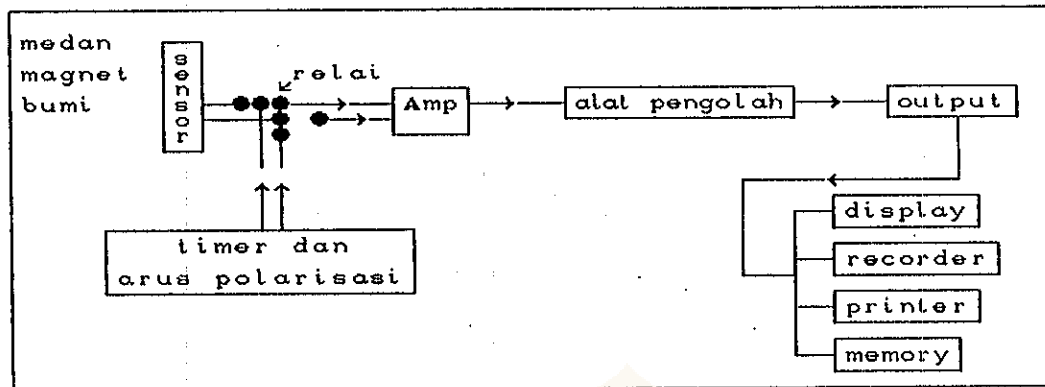 medan
magnet
bumi
sensor
relai
Amp
alat pengolah
output
timer dan
arus polarisasi
display
recorder
printer
memory